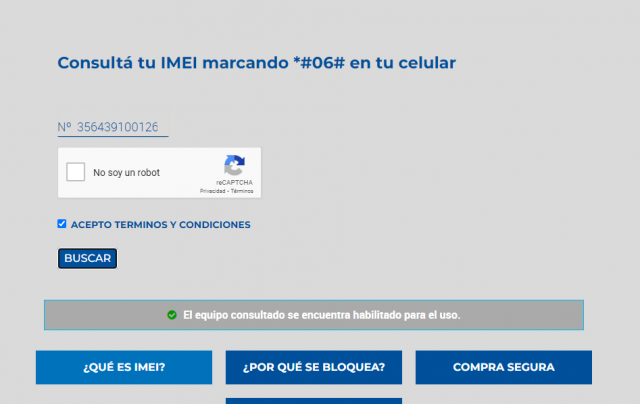 Consultá tu IMEI marcando *#06# en tu celular
Nº 356439100126
No soy un robot
reCAPTCHA
Privacidad - Términos
ACEPTO TERMINOS Y CONDICIONES
BUSCAR
El equipo consultado se encuentra habilitado para el uso.
¿QUÉ ES IMEI? ¿POR QUÉ SE BLOQUEA? COMPRA SEGURA